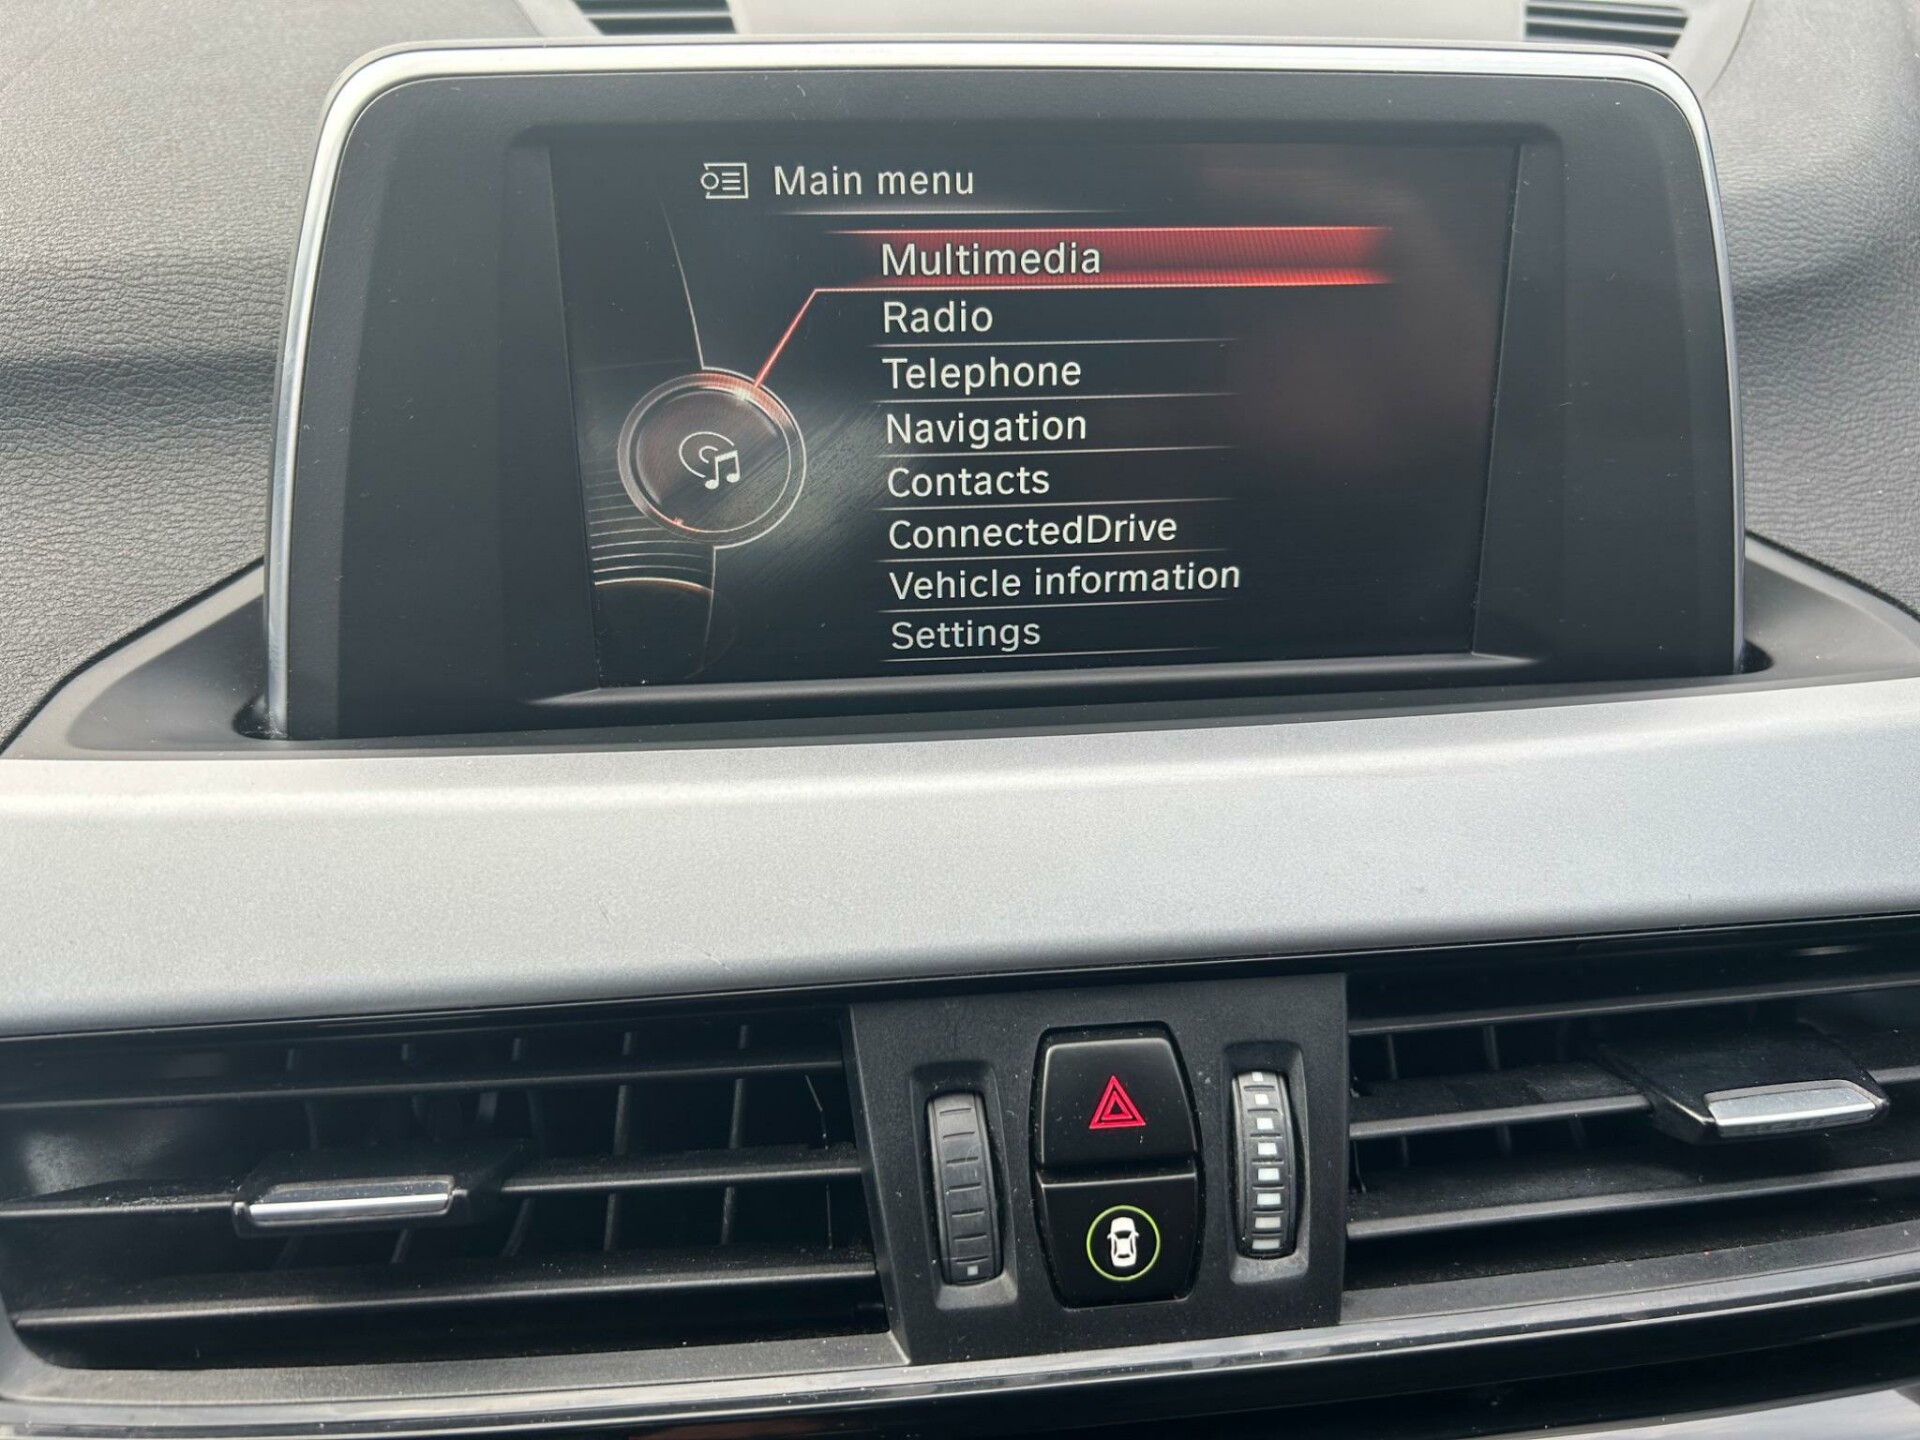 Main menu
Multimedia
Radio
Telephone
Navigation
Contacts
ConnectedDrive
Vehicle information
Settings